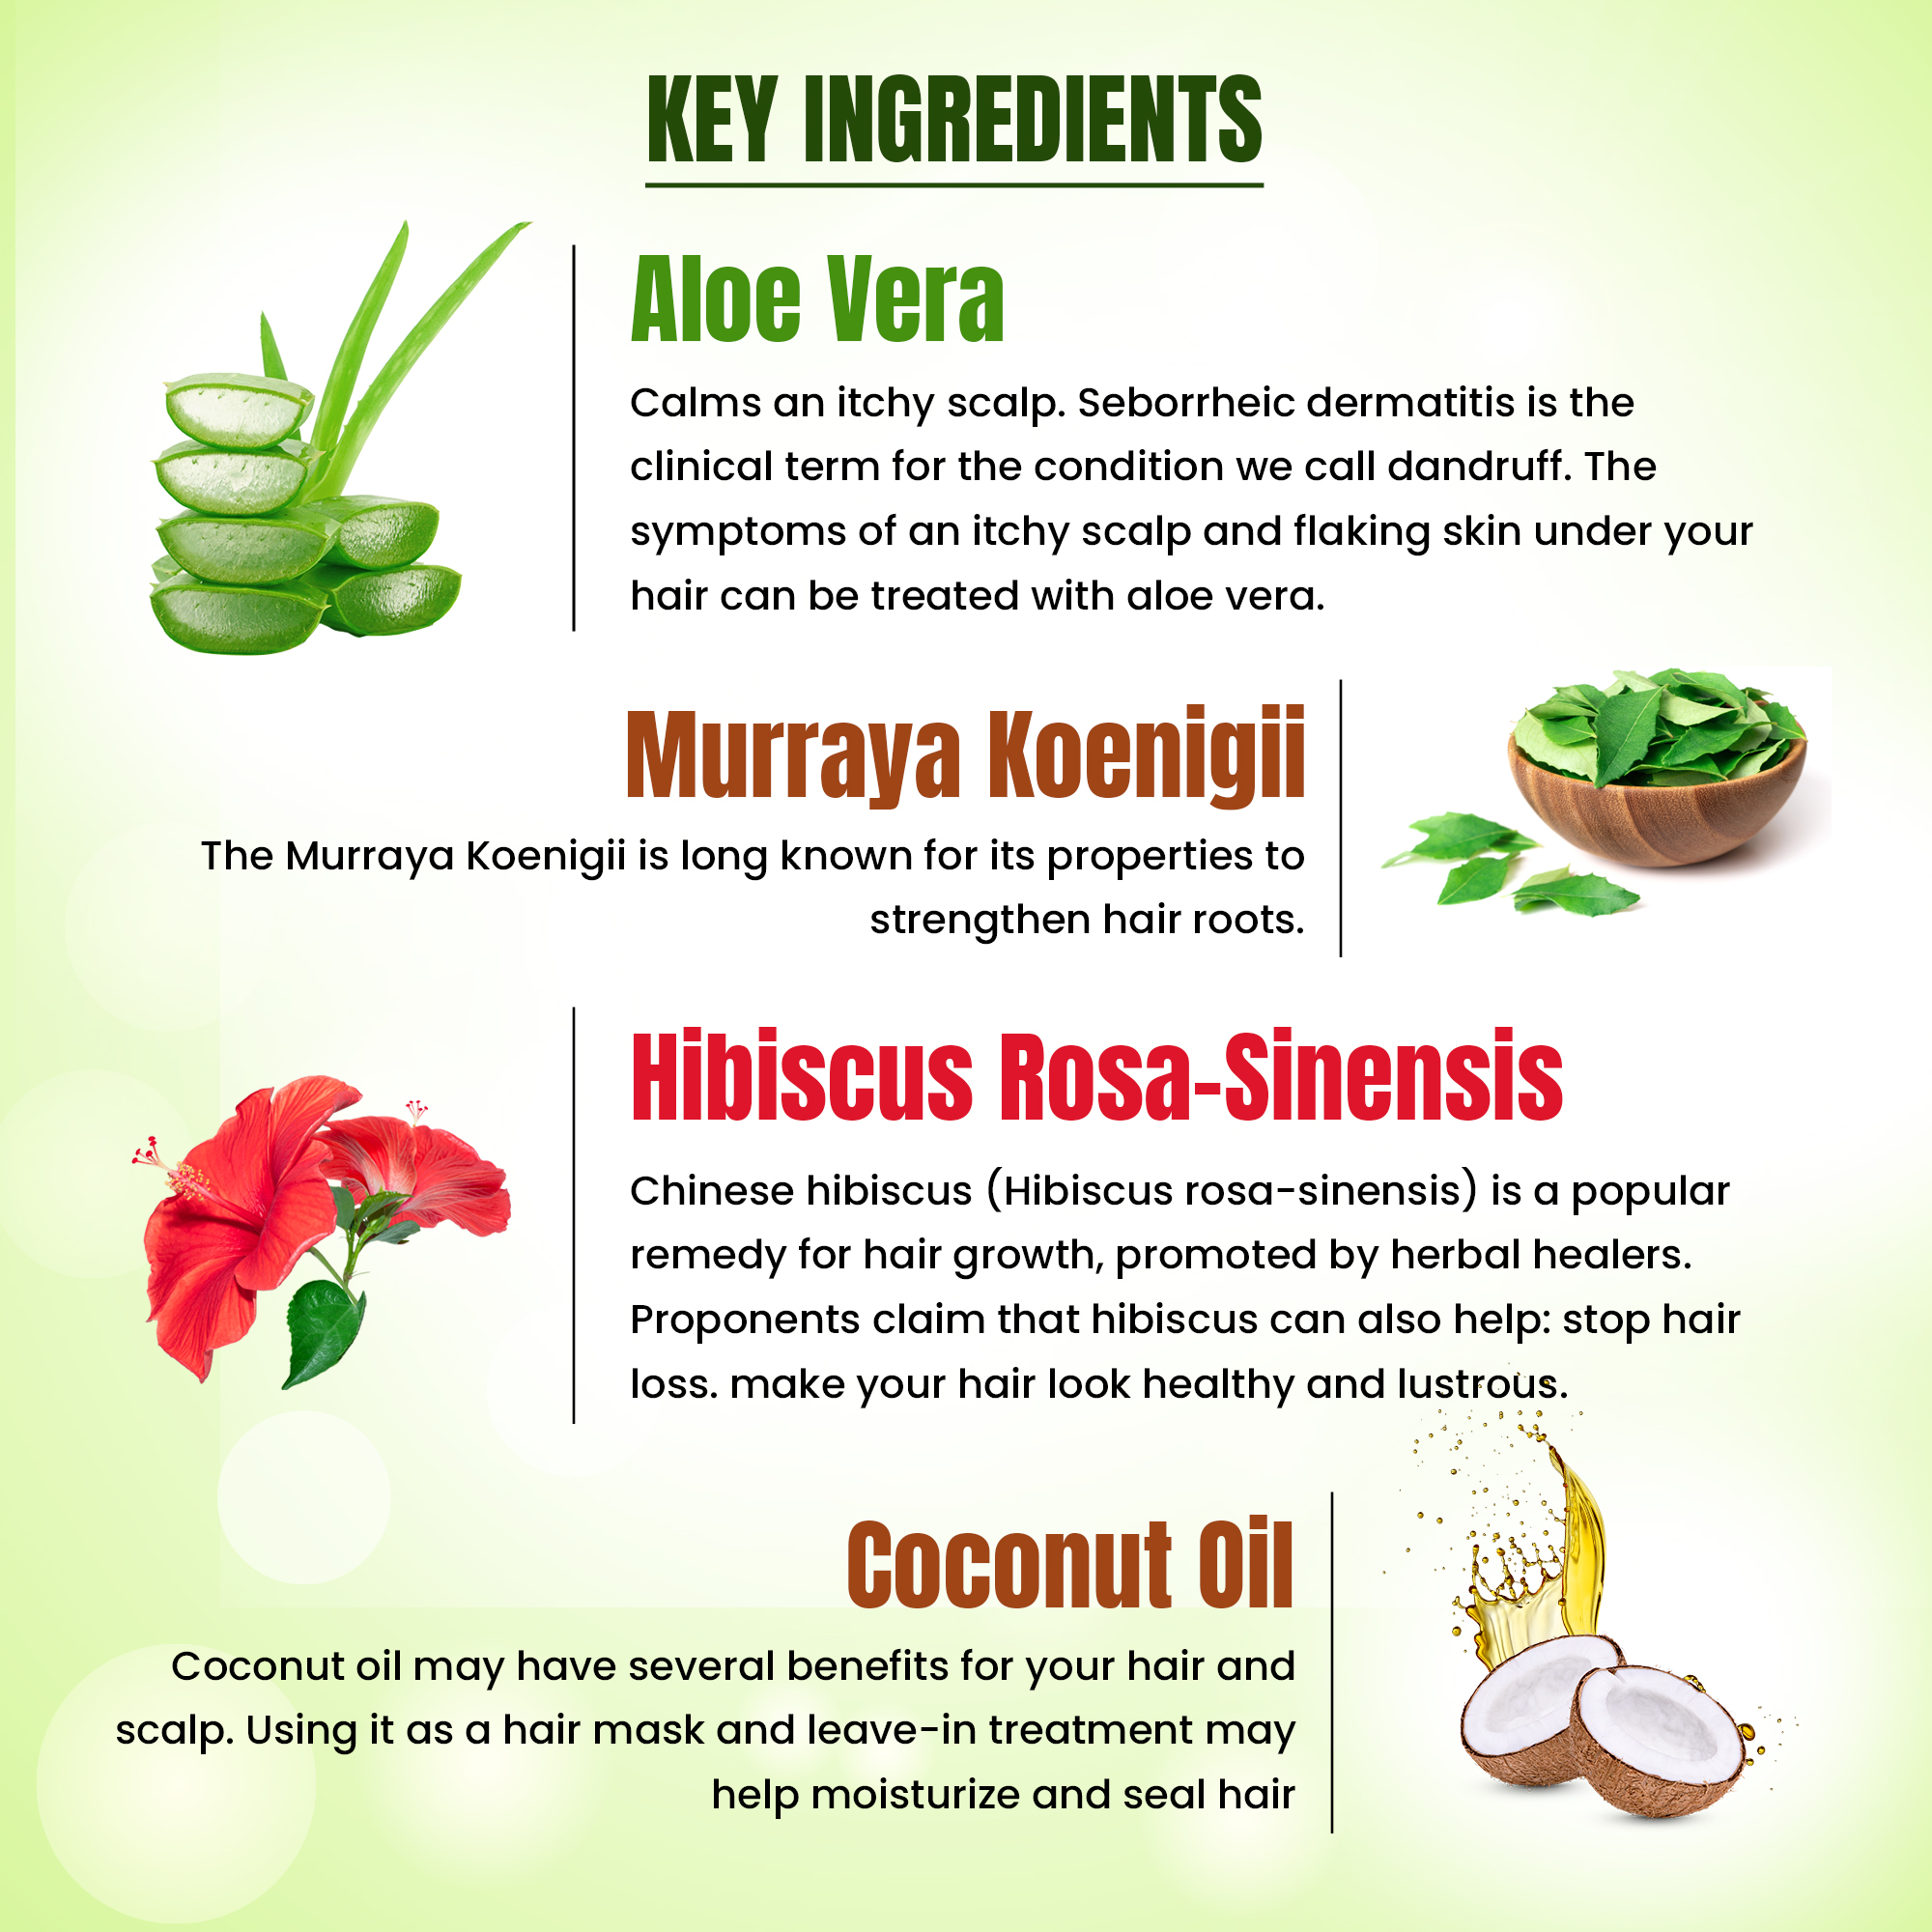 KEY INGREDIENTS
Aloe Vera
Calms an itchy scalp. Seborrheic dermatitis is the
clinical term for the condition we call dandruff. The
symptoms of an itchy scalp and flaking skin under your
hair can be treated with aloe vera.
Murraya Koenigii
The Murraya Koenigii is long known for its properties to
strengthen hair roots.
Hibiscus Rosa-Sinensis
Chinese hibiscus (Hibiscus rosa-sinensis) is a popular
remedy for hair growth, promoted by herbal healers.
Proponents claim that hibiscus can also help: stop hair
loss. make your hair look healthy and lustrous.
Coconut Oil
Coconut oil may have several benefits for your hair and
scalp. Using it as a hair mask and leave-in treatment may
help moisturize and seal hair